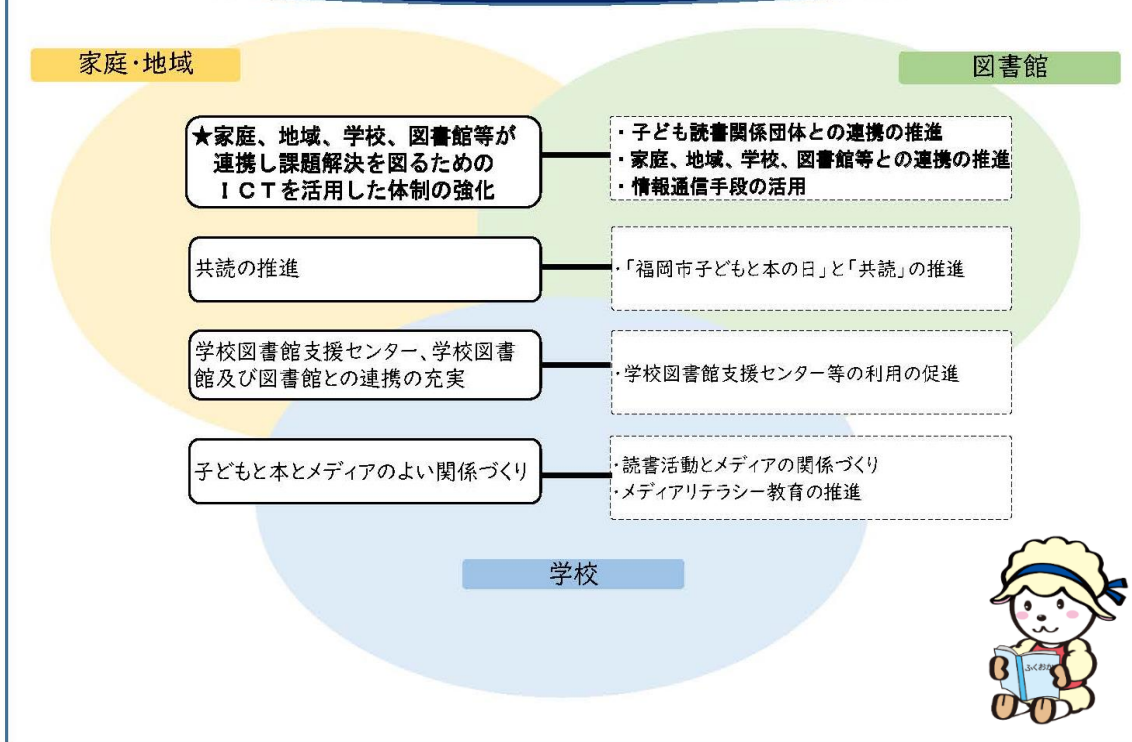 家庭・地域
図書館
★家庭、地域、学校、図書館等が
連携し課題解決を図るための
ICTを活用した体制の強化
・子ども読書関係団体との連携の推進
・家庭、地域、学校、図書館等との連携の推進
・情報通信手段の活用
共読の推進
・「福岡市子どもと本の日」と「共読」の推進
学校図書館支援センター、学校図書
館及び図書館との連携の充実
・学校図書館支援センター等の利用の促進
子どもと本とメディアのよい関係づくり
・読書活動とメディアの関係づくり
・メディアリテラシー教育の推進
学校
ふくおか